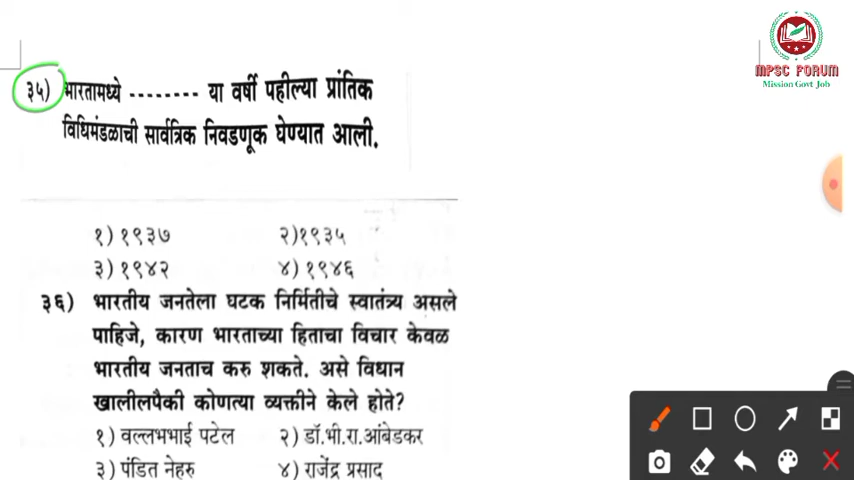 MPSC FORUM
Mission Govt Job
३५) भारतामध्ये -------- या वर्षी पहील्या प्रांतिक
विधिमंडळाची सार्वत्रिक निवडणूक घेण्यात आली.
१) १९३७ २)१९३५
३) १९४२ ४) १९४६
३६) भारतीय जनतेला घटक निर्मितीचे स्वातंत्र्य असले
पाहिजे, कारण भारताच्या हिताचा विचार केवळ
भारतीय जनताच करु शकते. असे विधान
खालीलपैकी कोणत्या व्यक्तीने केले होते?
१) वल्लभभाई पटेल २) डॉ.भी.रा.आंबेडकर
३) पंडित नेहरु ४) राजेंद्र प्रसाद